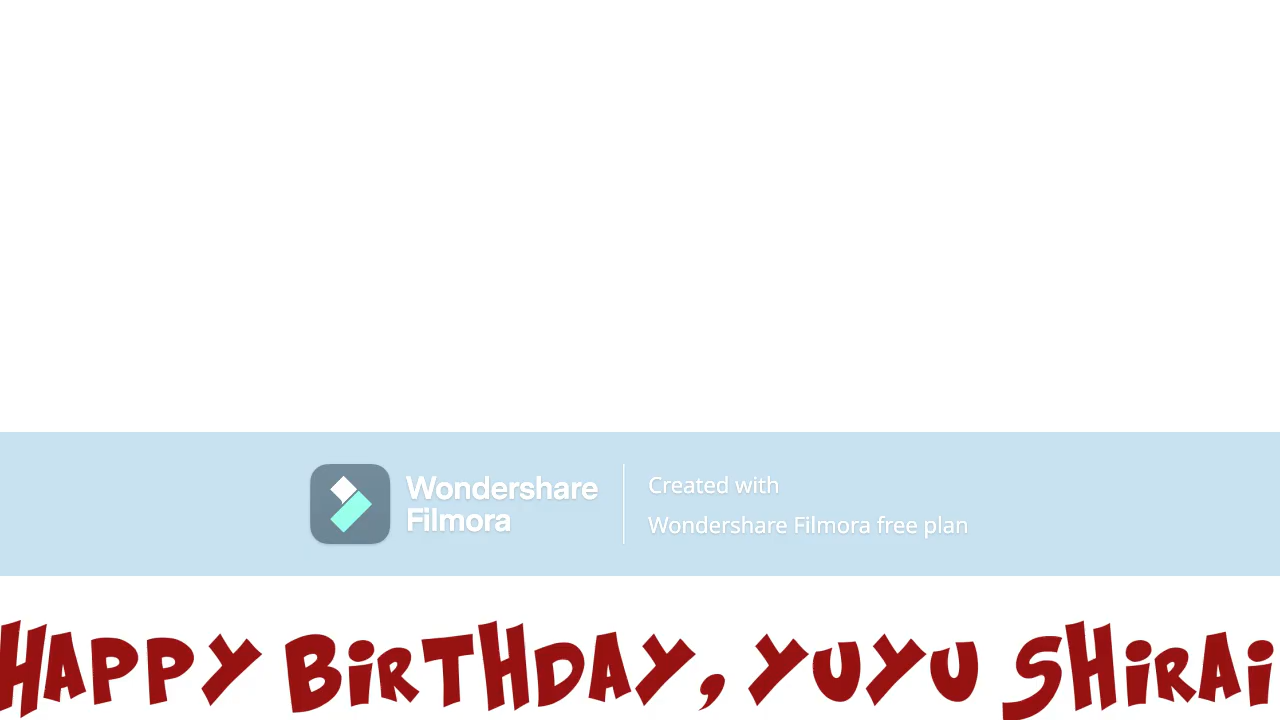 Wondershare
Filmora
Created with
Wondershare Filmora free plan
Happy Birthday, Yuyu Shirai